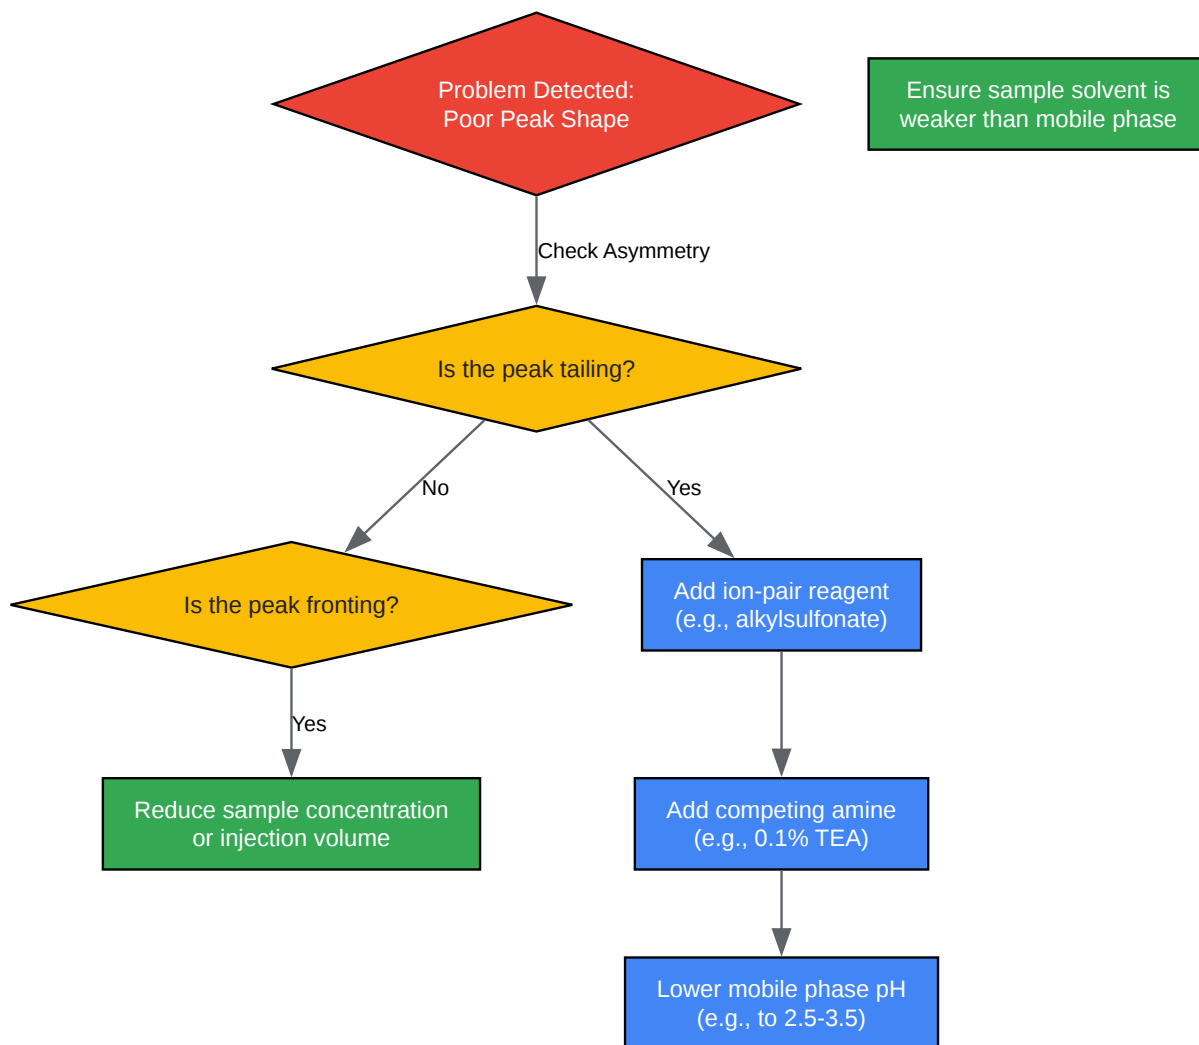 Problem Detected:
Poor Peak Shape
Ensure sample solvent is
weaker than mobile phase
Check Asymmetry
Is the peak tailing?
No
Yes
Is the peak fronting?
Add ion-pair reagent
(e.g., alkylsulfonate)
Yes
Reduce sample concentration
or injection volume
Add competing amine
(e.g., 0.1% TEA)
Lower mobile phase pH
(e.g., to 2.5-3.5)